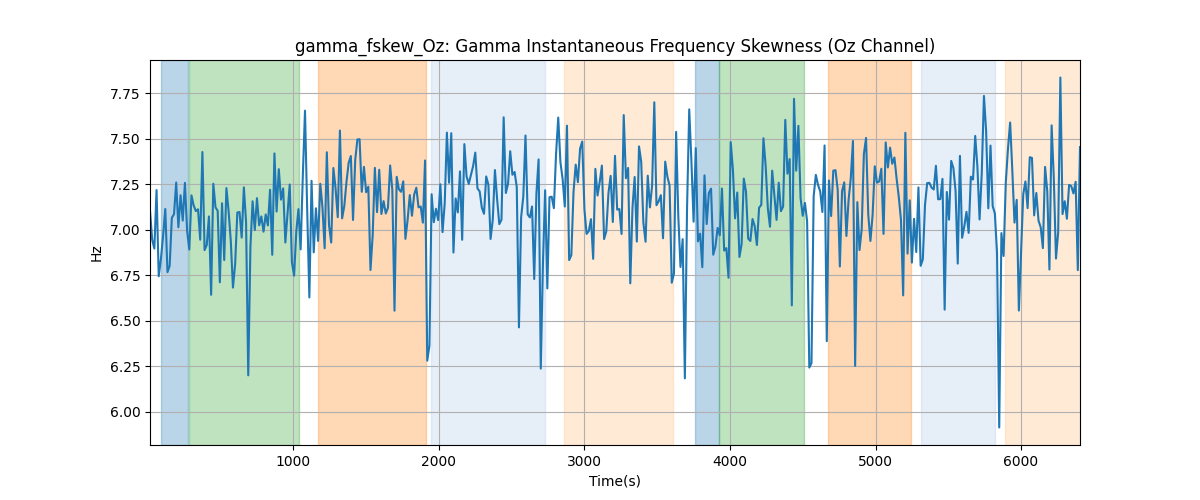 gamma_fskew_Oz: Gamma Instantaneous Frequency Skewness (Oz Channel)
7.75
7.50
7.25
7.00
6.75
6.50
6.25
6.00
Hz
1000 2000 3000 4000 5000 6000
Time(s)